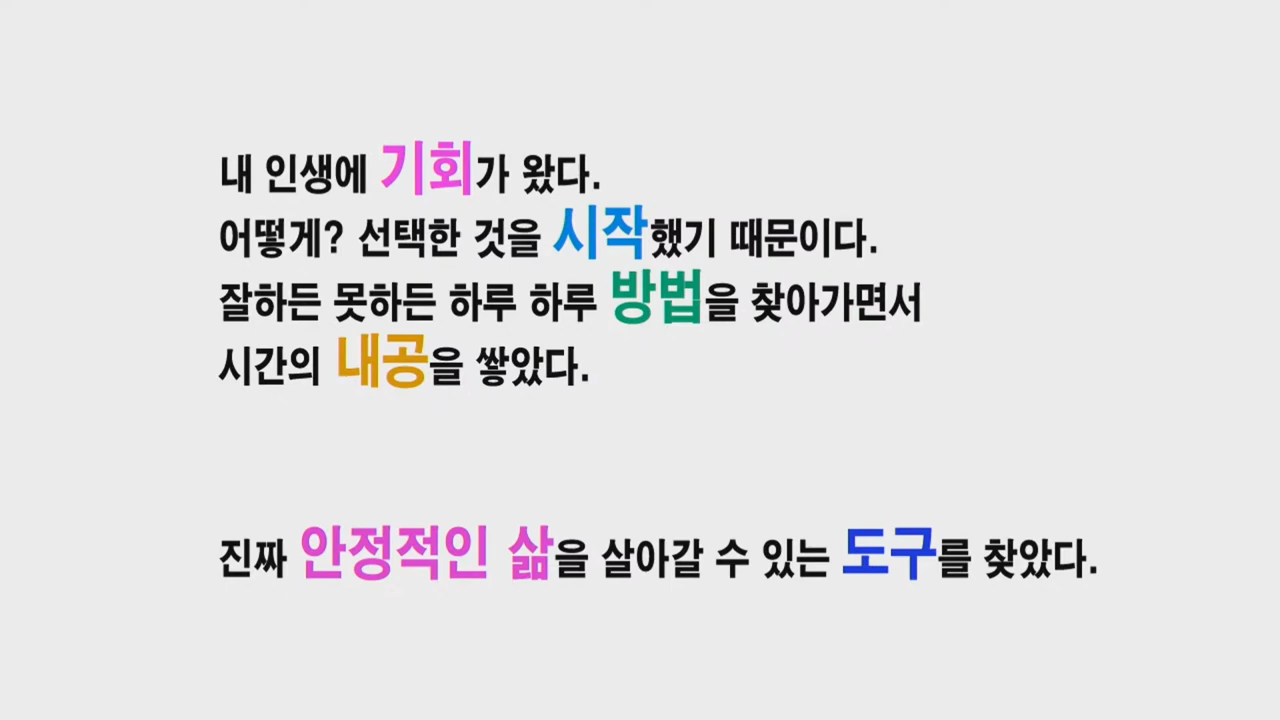 내 인생에 기회가 왔다.
어떻게? 선택한 것을 시작했기 때문이다.
잘하든 못하든 하루 하루 방법을 찾아가면서
시간의 내공을 쌓았다.
진짜 안정적인 삶을 살아갈 수 있는 도구를 찾았다.